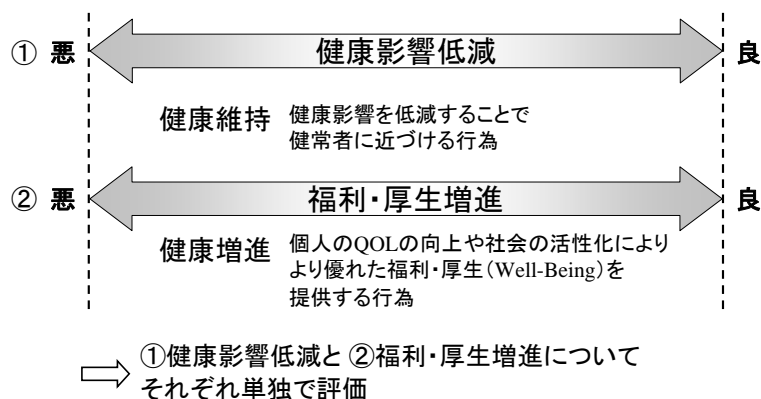 ① 悪 健康影響低減 良
健康維持 健康影響を低減することで
健常者に近づける行為
② 悪 福利・厚生増進 良
健康増進 個人のQOLの向上や社会の活性化により
より優れた福利・厚生(Well-Being)を
提供する行為
①健康影響低減と ②福利・厚生増進について
それぞれ単独で評価